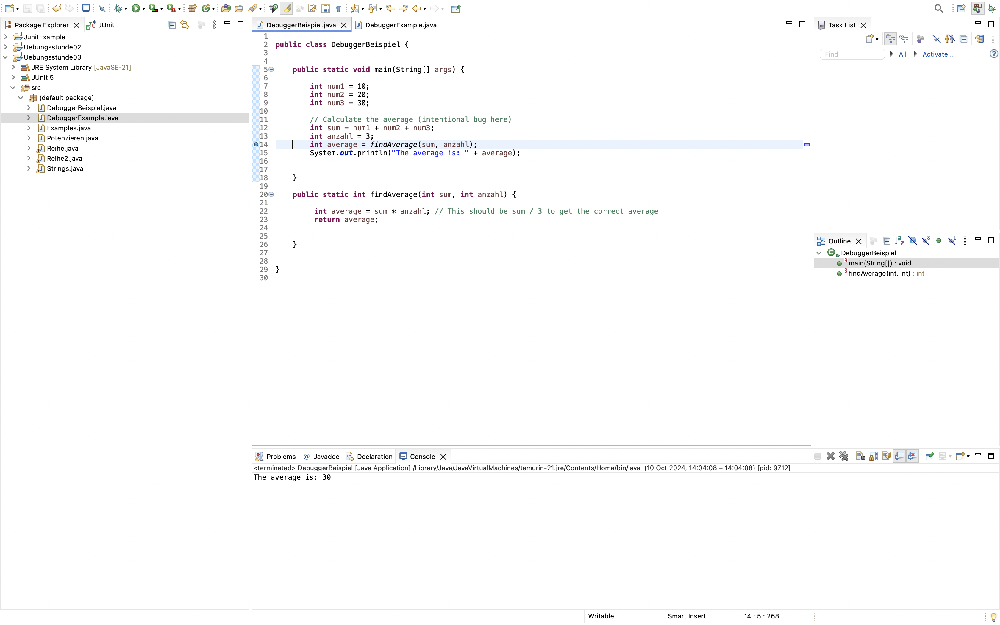 Package Explorer
JUnit
JunitExample
Uebungsstunde02
Uebungsstunde03
JRE System Library [JavaSE-21]
JUnit 5
src
(default package)
DebuggerBeispiel.java
DebuggerExample.java
Examples.java
Potenzieren.java
Reihe.java
Reihe2.java
Strings.java
DebuggerBeispiel.java
DebuggerExample.java
1
2 public class DebuggerBeispiel {
3
4
5 public static void main(String[] args) {
6
7 int num1 = 10;
8 int num2 = 20;
9 int num3 = 30;
10
11 // Calculate the average (intentional bug here)
12 int sum = num1 + num2 + num3;
13 int anzahl = 3;
14 int average = findAverage(sum, anzahl);
15 System.out.println("The average is: " + average);
16
17
18 }
19
20 public static int findAverage(int sum, int anzahl) {
21
22 int average = sum * anzahl; // This should be sum / 3 to get the correct average
23 return average;
24
25
26 }
27
28
29 }
30
Task List
Find
All
Activate...
Outline
DebuggerBeispiel
main(String[]) : void
findAverage(int, int) : int
Problems
Javadoc
Declaration
Console
<terminated> DebuggerBeispiel [Java Application] /Library/Java/JavaVirtualMachines/temurin-21.jre/Contents/Home/bin/java (10 Oct 2024, 14:04:08 – 14:04:08) [pid: 9712]
The average is: 30
Writable
Smart Insert
14 : 5 : 268